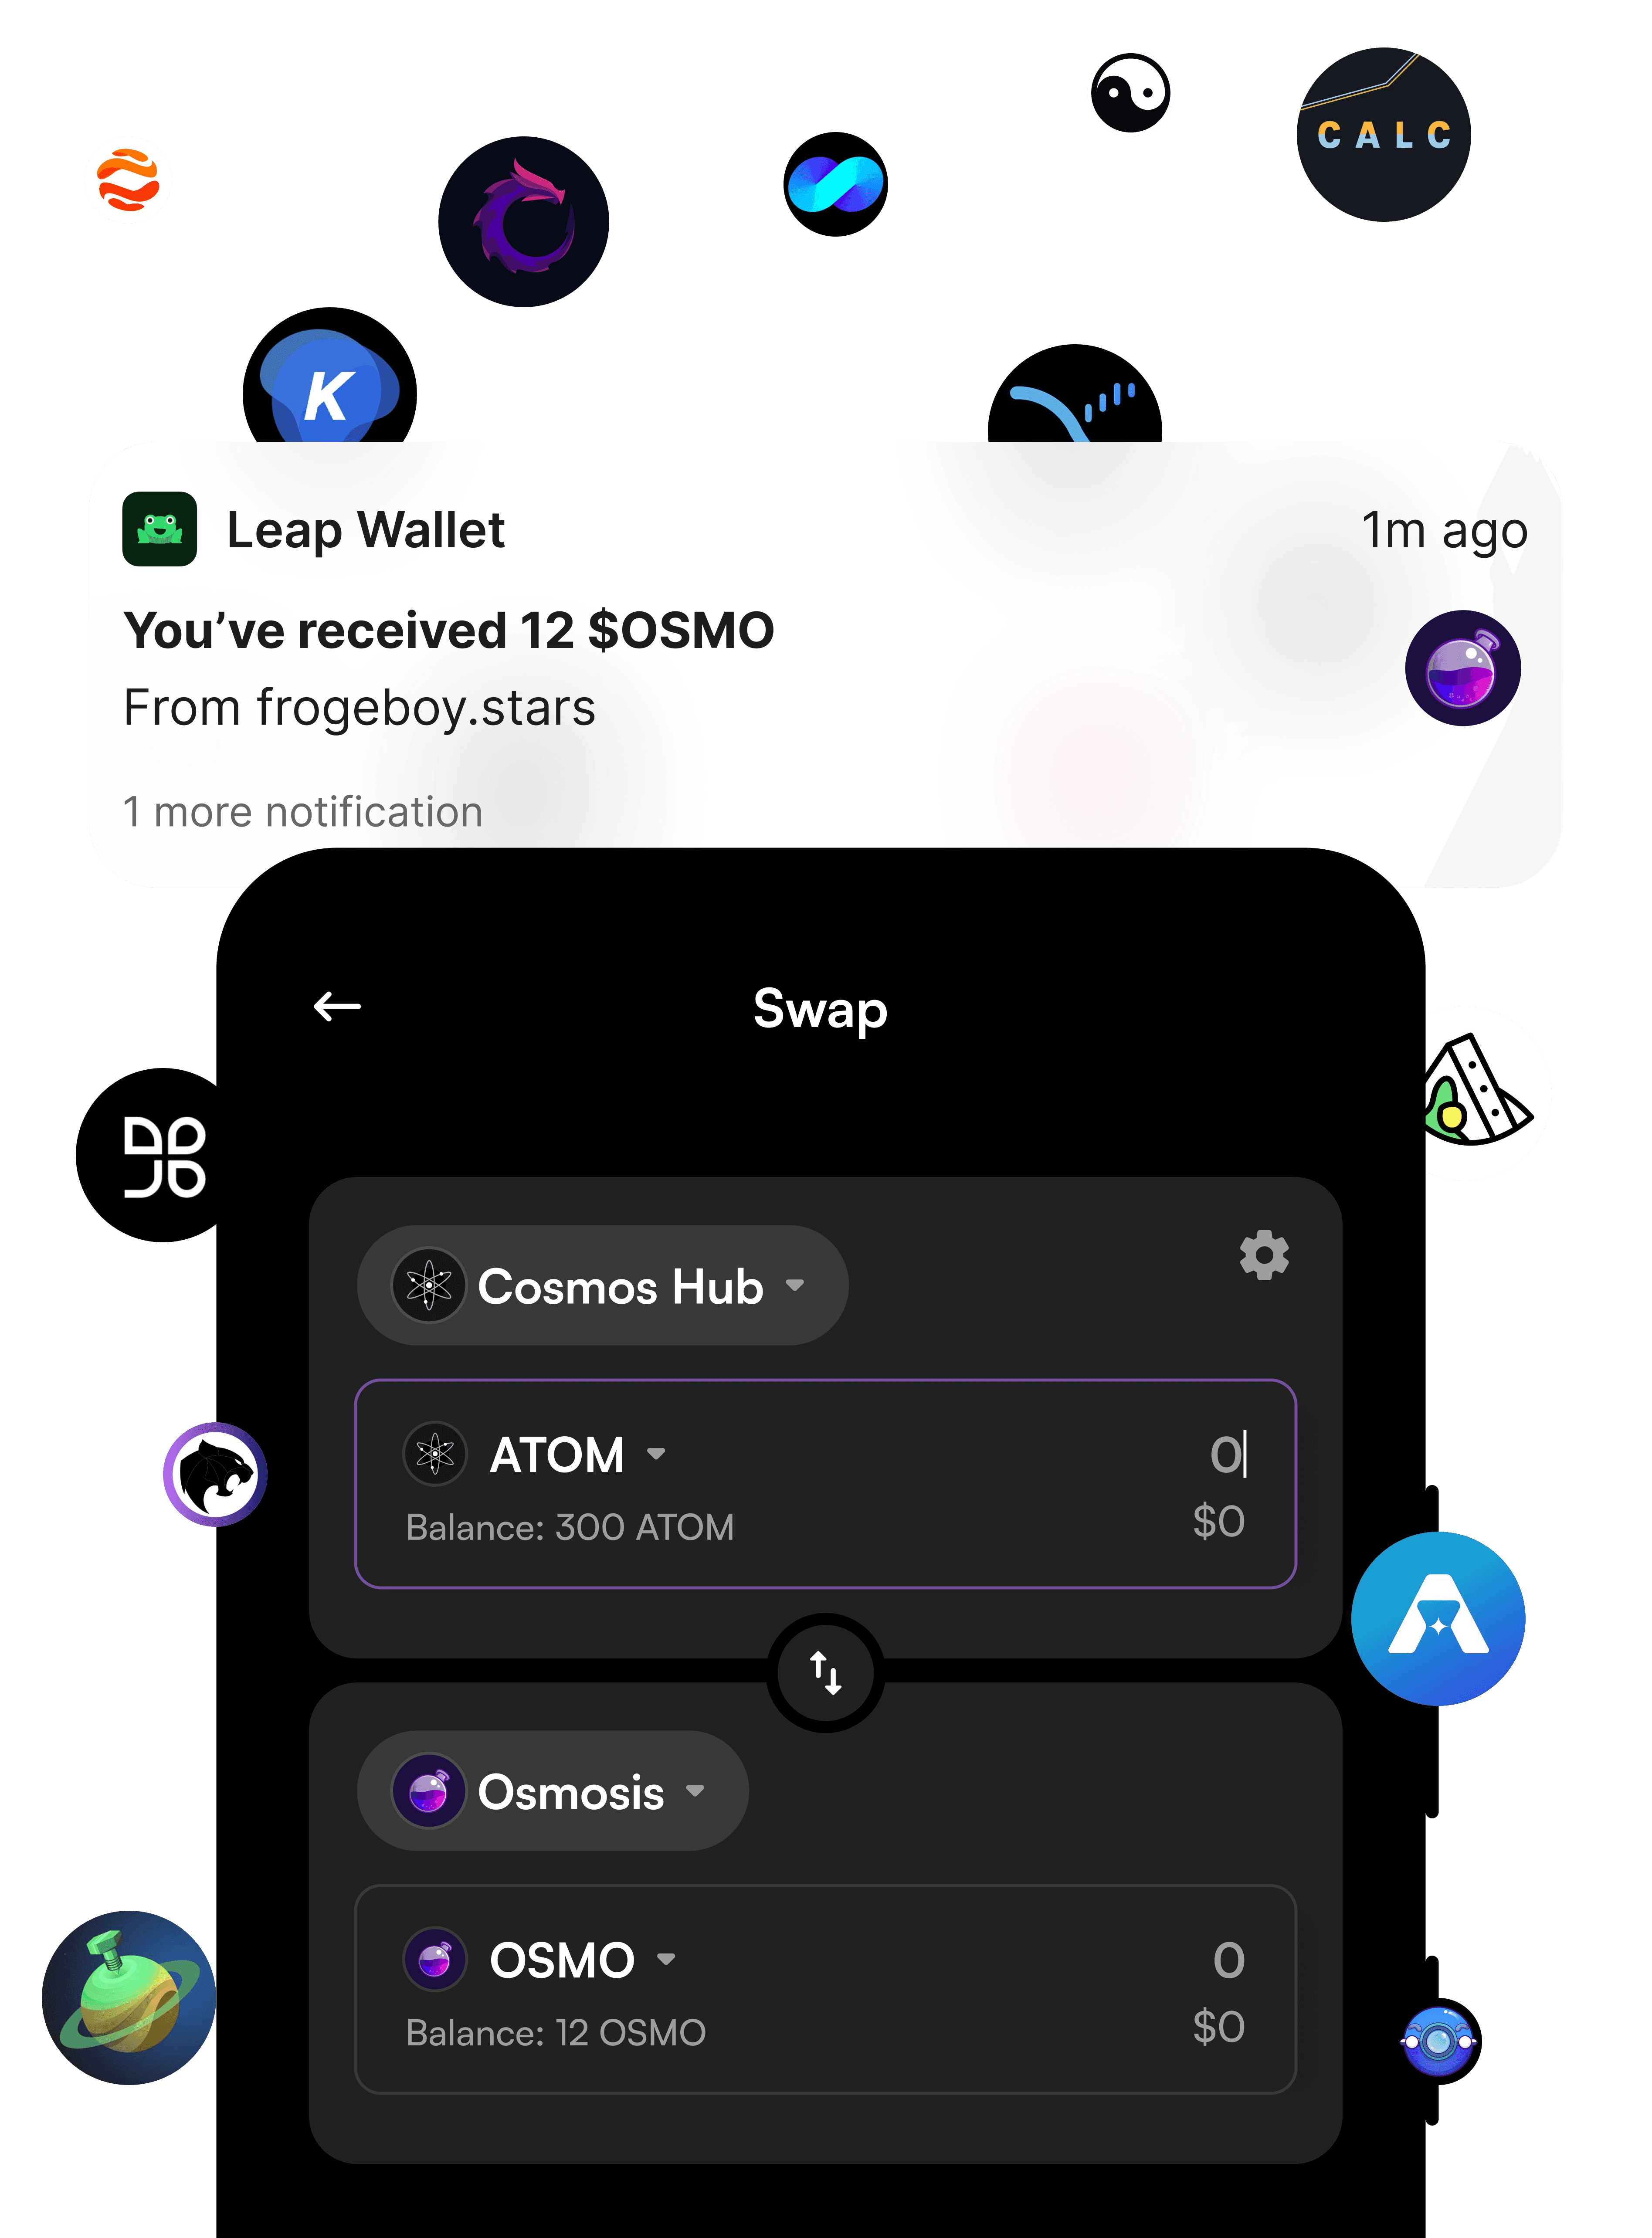 CALC
K
Leap Wallet
1m ago
You’ve received 12 $OSMO
From frogeboy.stars
1 more notification
Swap
Cosmos Hub
ATOM
0
Balance: 300 ATOM
$0
Osmosis
OSMO
0
Balance: 12 OSMO
$0